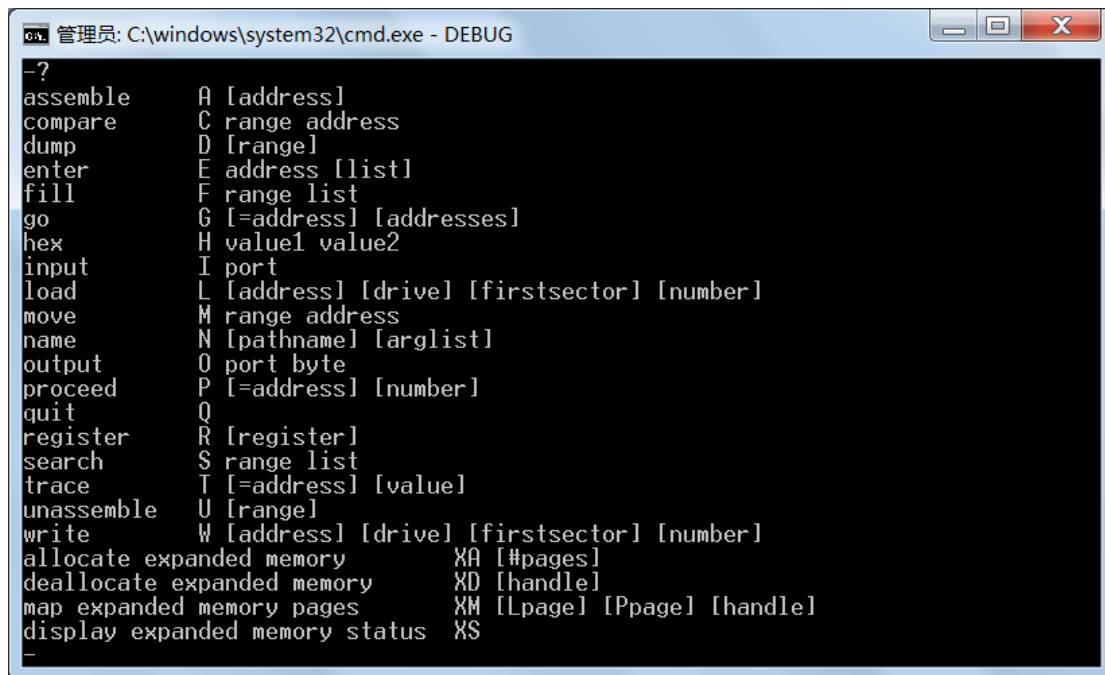 管理员: C:\windows\system32\cmd.exe - DEBUG
-?
assemble     A [address]
compare      C range address
dump         D [range]
enter        E address [list]
fill         F range list
go           G [=address] [addresses]
hex          H value1 value2
input        I port
load         L [address] [drive] [firstsector] [number]
move         M range address
name         N [pathname] [arglist]
output       O port byte
proceed      P [=address] [number]
quit         Q
register     R [register]
search       S range list
trace        T [=address] [value]
unassemble   U [range]
write        W [address] [drive] [firstsector] [number]
allocate expanded memory        XA [#pages]
deallocate expanded memory      XD [handle]
map expanded memory pages       XM [Lpage] [Ppage] [handle]
display expanded memory status  XS
-